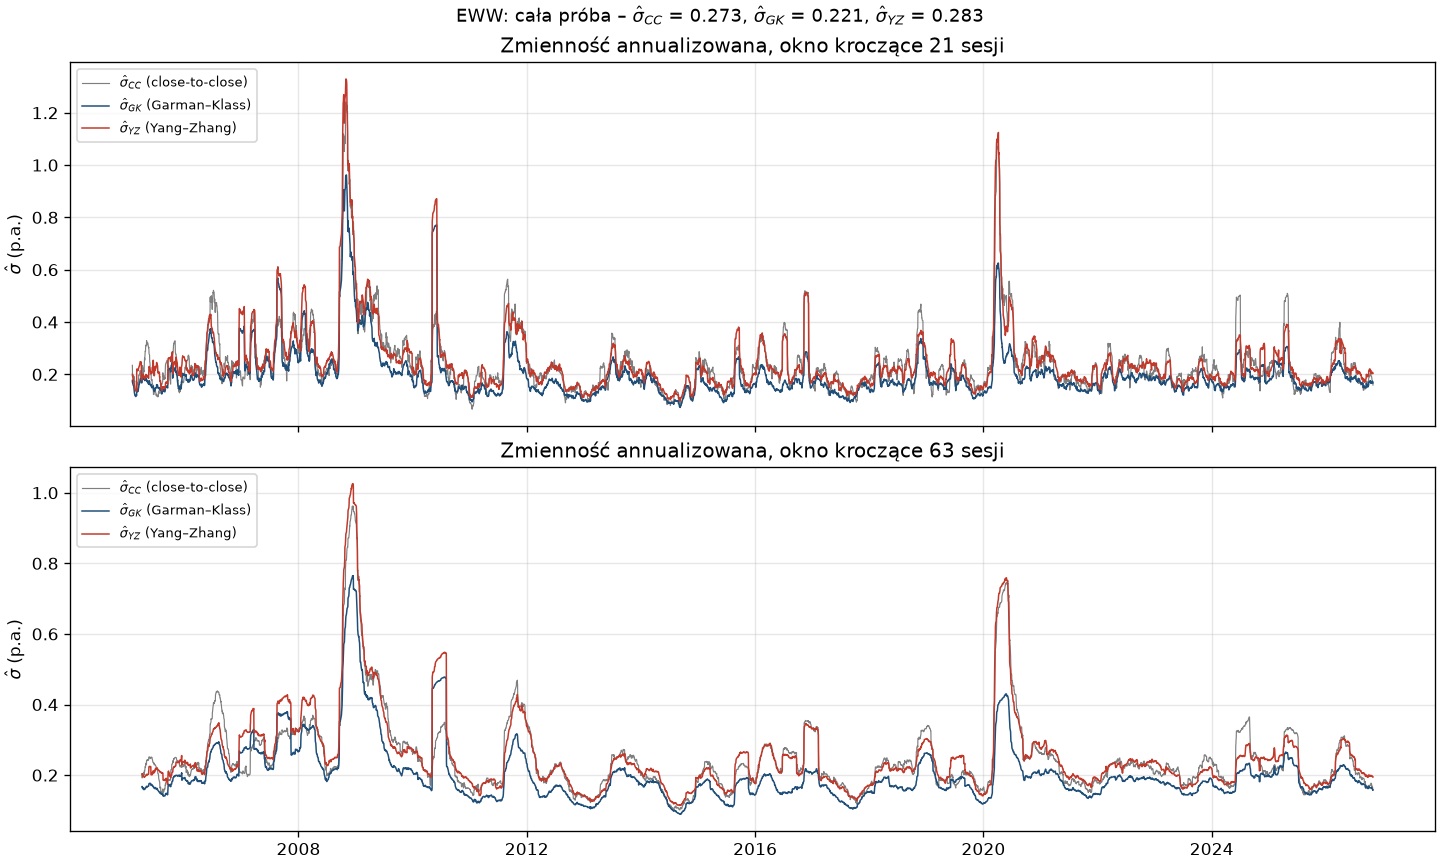 EWW: cała próba – σ̂_CC = 0.273, σ̂_GK = 0.221, σ̂_YZ = 0.283
Zmienność annualizowana, okno kroczące 21 sesji
σ̂_CC (close-to-close)
σ̂_GK (Garman–Klass)
σ̂_YZ (Yang–Zhang)
1.2
1.0
0.8
0.6
0.4
0.2
σ̂ (p.a.)
Zmienność annualizowana, okno kroczące 63 sesji
σ̂_CC (close-to-close)
σ̂_GK (Garman–Klass)
σ̂_YZ (Yang–Zhang)
1.0
0.8
0.6
0.4
0.2
σ̂ (p.a.)
2008 2012 2016 2020 2024